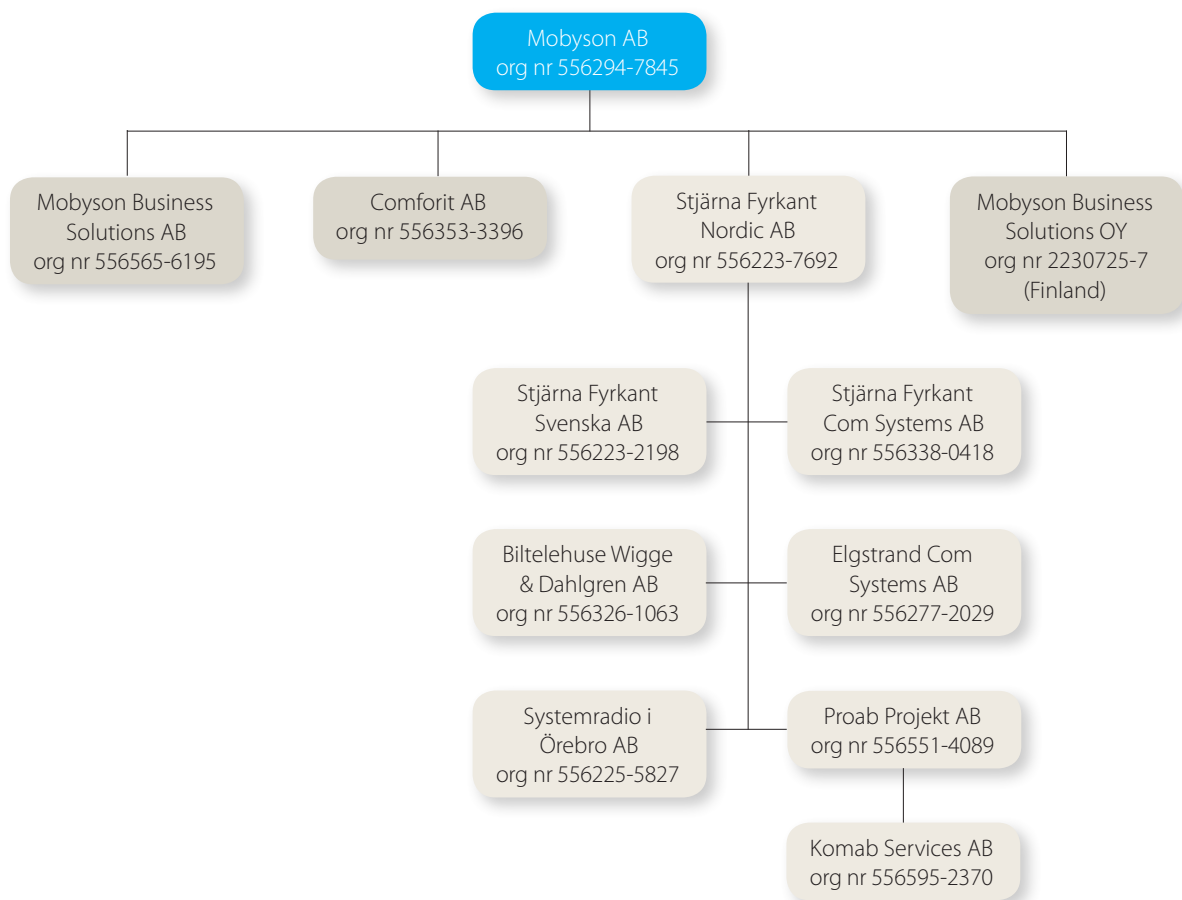 Mobyson AB
org nr 556294-7845
Mobyson Business
Solutions AB
org nr 556565-6195
Comforit AB
org nr 556353-3396
Stjärna Fyrkant
Nordic AB
org nr 556223-7692
Mobyson Business
Solutions OY
org nr 2230725-7
(Finland)
Stjärna Fyrkant
Svenska AB
org nr 556223-2198
Stjärna Fyrkant
Com Systems AB
org nr 556338-0418
Biltelehuse Wigge
& Dahlgren AB
org nr 556326-1063
Elgstrand Com
Systems AB
org nr 556277-2029
Systemradio i
Örebro AB
org nr 556225-5827
Proab Projekt AB
org nr 556551-4089
Komab Services AB
org nr 556595-2370